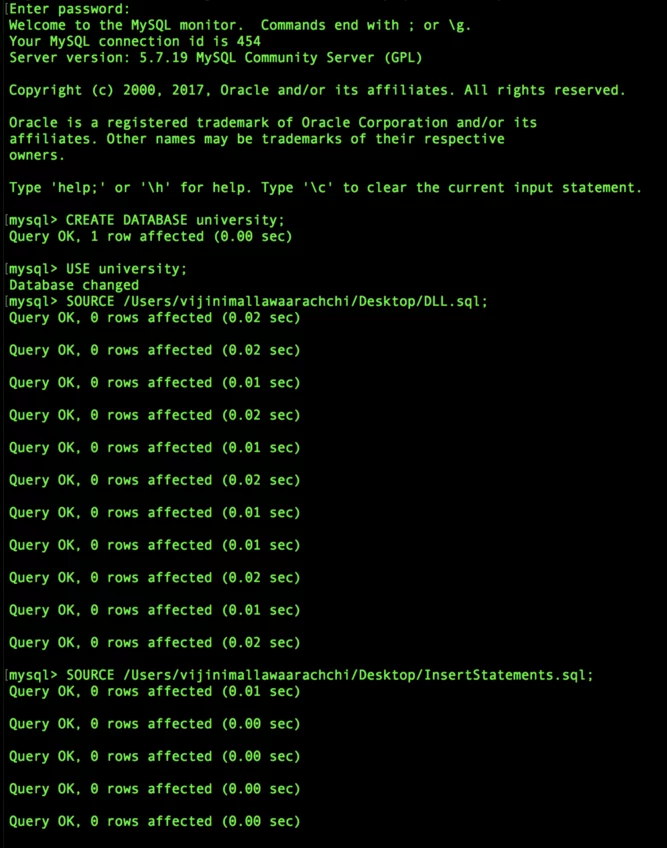 [Enter password:
Welcome to the MySQL monitor.  Commands end with ; or \g.
Your MySQL connection id is 454
Server version: 5.7.19 MySQL Community Server (GPL)
Copyright (c) 2000, 2017, Oracle and/or its affiliates. All rights reserved.
Oracle is a registered trademark of Oracle Corporation and/or its
affiliates. Other names may be trademarks of their respective
owners.
Type 'help;' or '\h' for help. Type '\c' to clear the current input statement.
[mysql> CREATE DATABASE university;
Query OK, 1 row affected (0.00 sec)
[mysql> USE university;
Database changed
[mysql> SOURCE /Users/vijinimallawaarachchi/Desktop/DLL.sql;
Query OK, 0 rows affected (0.02 sec)
Query OK, 0 rows affected (0.02 sec)
Query OK, 0 rows affected (0.01 sec)
Query OK, 0 rows affected (0.02 sec)
Query OK, 0 rows affected (0.01 sec)
Query OK, 0 rows affected (0.02 sec)
Query OK, 0 rows affected (0.01 sec)
Query OK, 0 rows affected (0.01 sec)
Query OK, 0 rows affected (0.02 sec)
Query OK, 0 rows affected (0.01 sec)
Query OK, 0 rows affected (0.02 sec)
[mysql> SOURCE /Users/vijinimallawaarachchi/Desktop/InsertStatements.sql;
Query OK, 0 rows affected (0.01 sec)
Query OK, 0 rows affected (0.00 sec)
Query OK, 0 rows affected (0.00 sec)
Query OK, 0 rows affected (0.00 sec)
Query OK, 0 rows affected (0.00 sec)